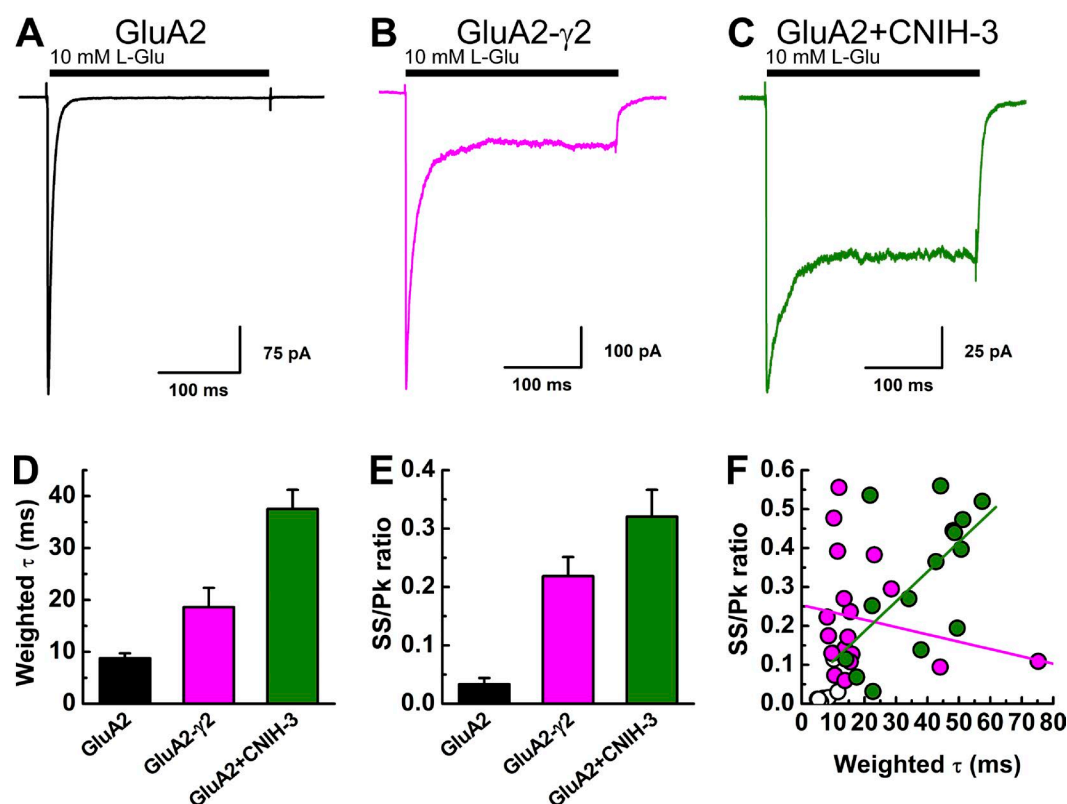 A GluA2
10 mM L-Glu
75 pA
100 ms
B GluA2-γ2
10 mM L-Glu
100 pA
100 ms
C GluA2+CNIH-3
10 mM L-Glu
25 pA
100 ms
D
Weighted τ (ms)
40
30
20
10
0
GluA2
GluA2-γ2
GluA2+CNIH-3
E
SS/Pk ratio
0.4
0.3
0.2
0.1
0.0
GluA2
GluA2-γ2
GluA2+CNIH-3
F
SS/Pk ratio
0.6
0.5
0.4
0.3
0.2
0.1
0.0
0 10 20 30 40 50 60 70 80
Weighted τ (ms)